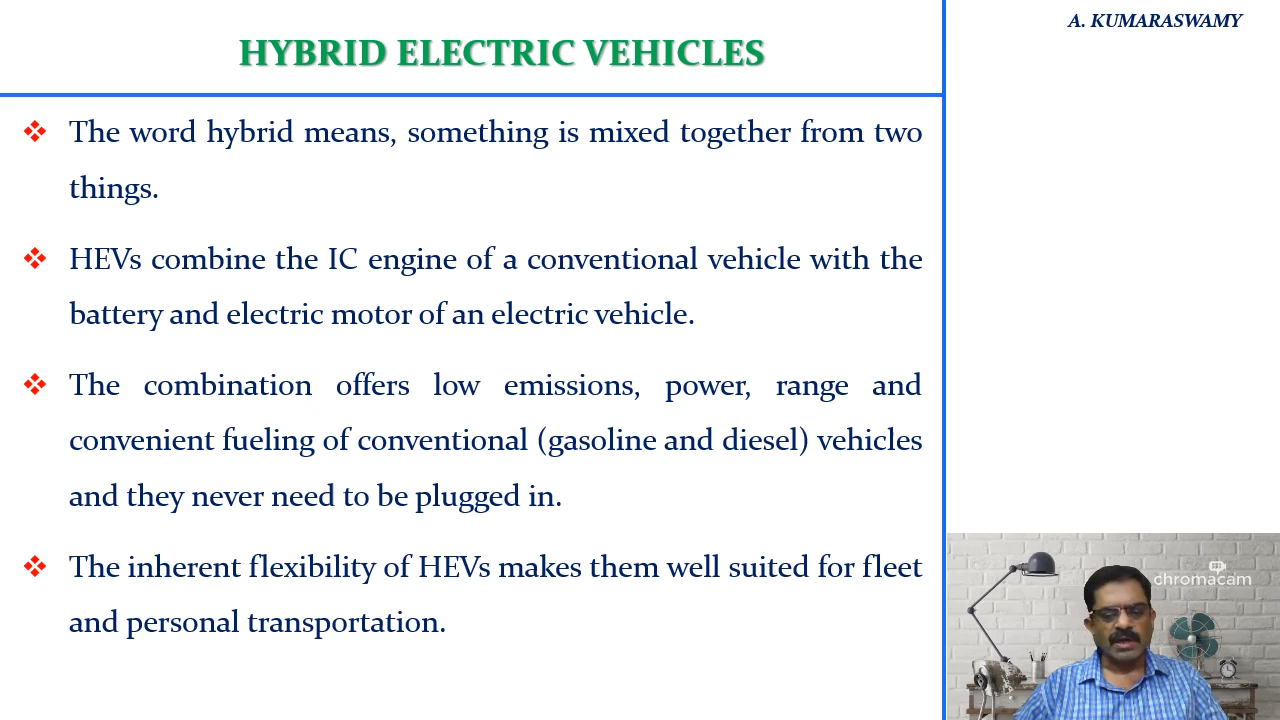 A. KUMARASWAMY
HYBRID ELECTRIC VEHICLES
The word hybrid means, something is mixed together from two
things.
HEVs combine the IC engine of a conventional vehicle with the
battery and electric motor of an electric vehicle.
The combination offers low emissions, power, range and
convenient fueling of conventional (gasoline and diesel) vehicles
and they never need to be plugged in.
The inherent flexibility of HEVs makes them well suited for fleet
and personal transportation.
chromacam